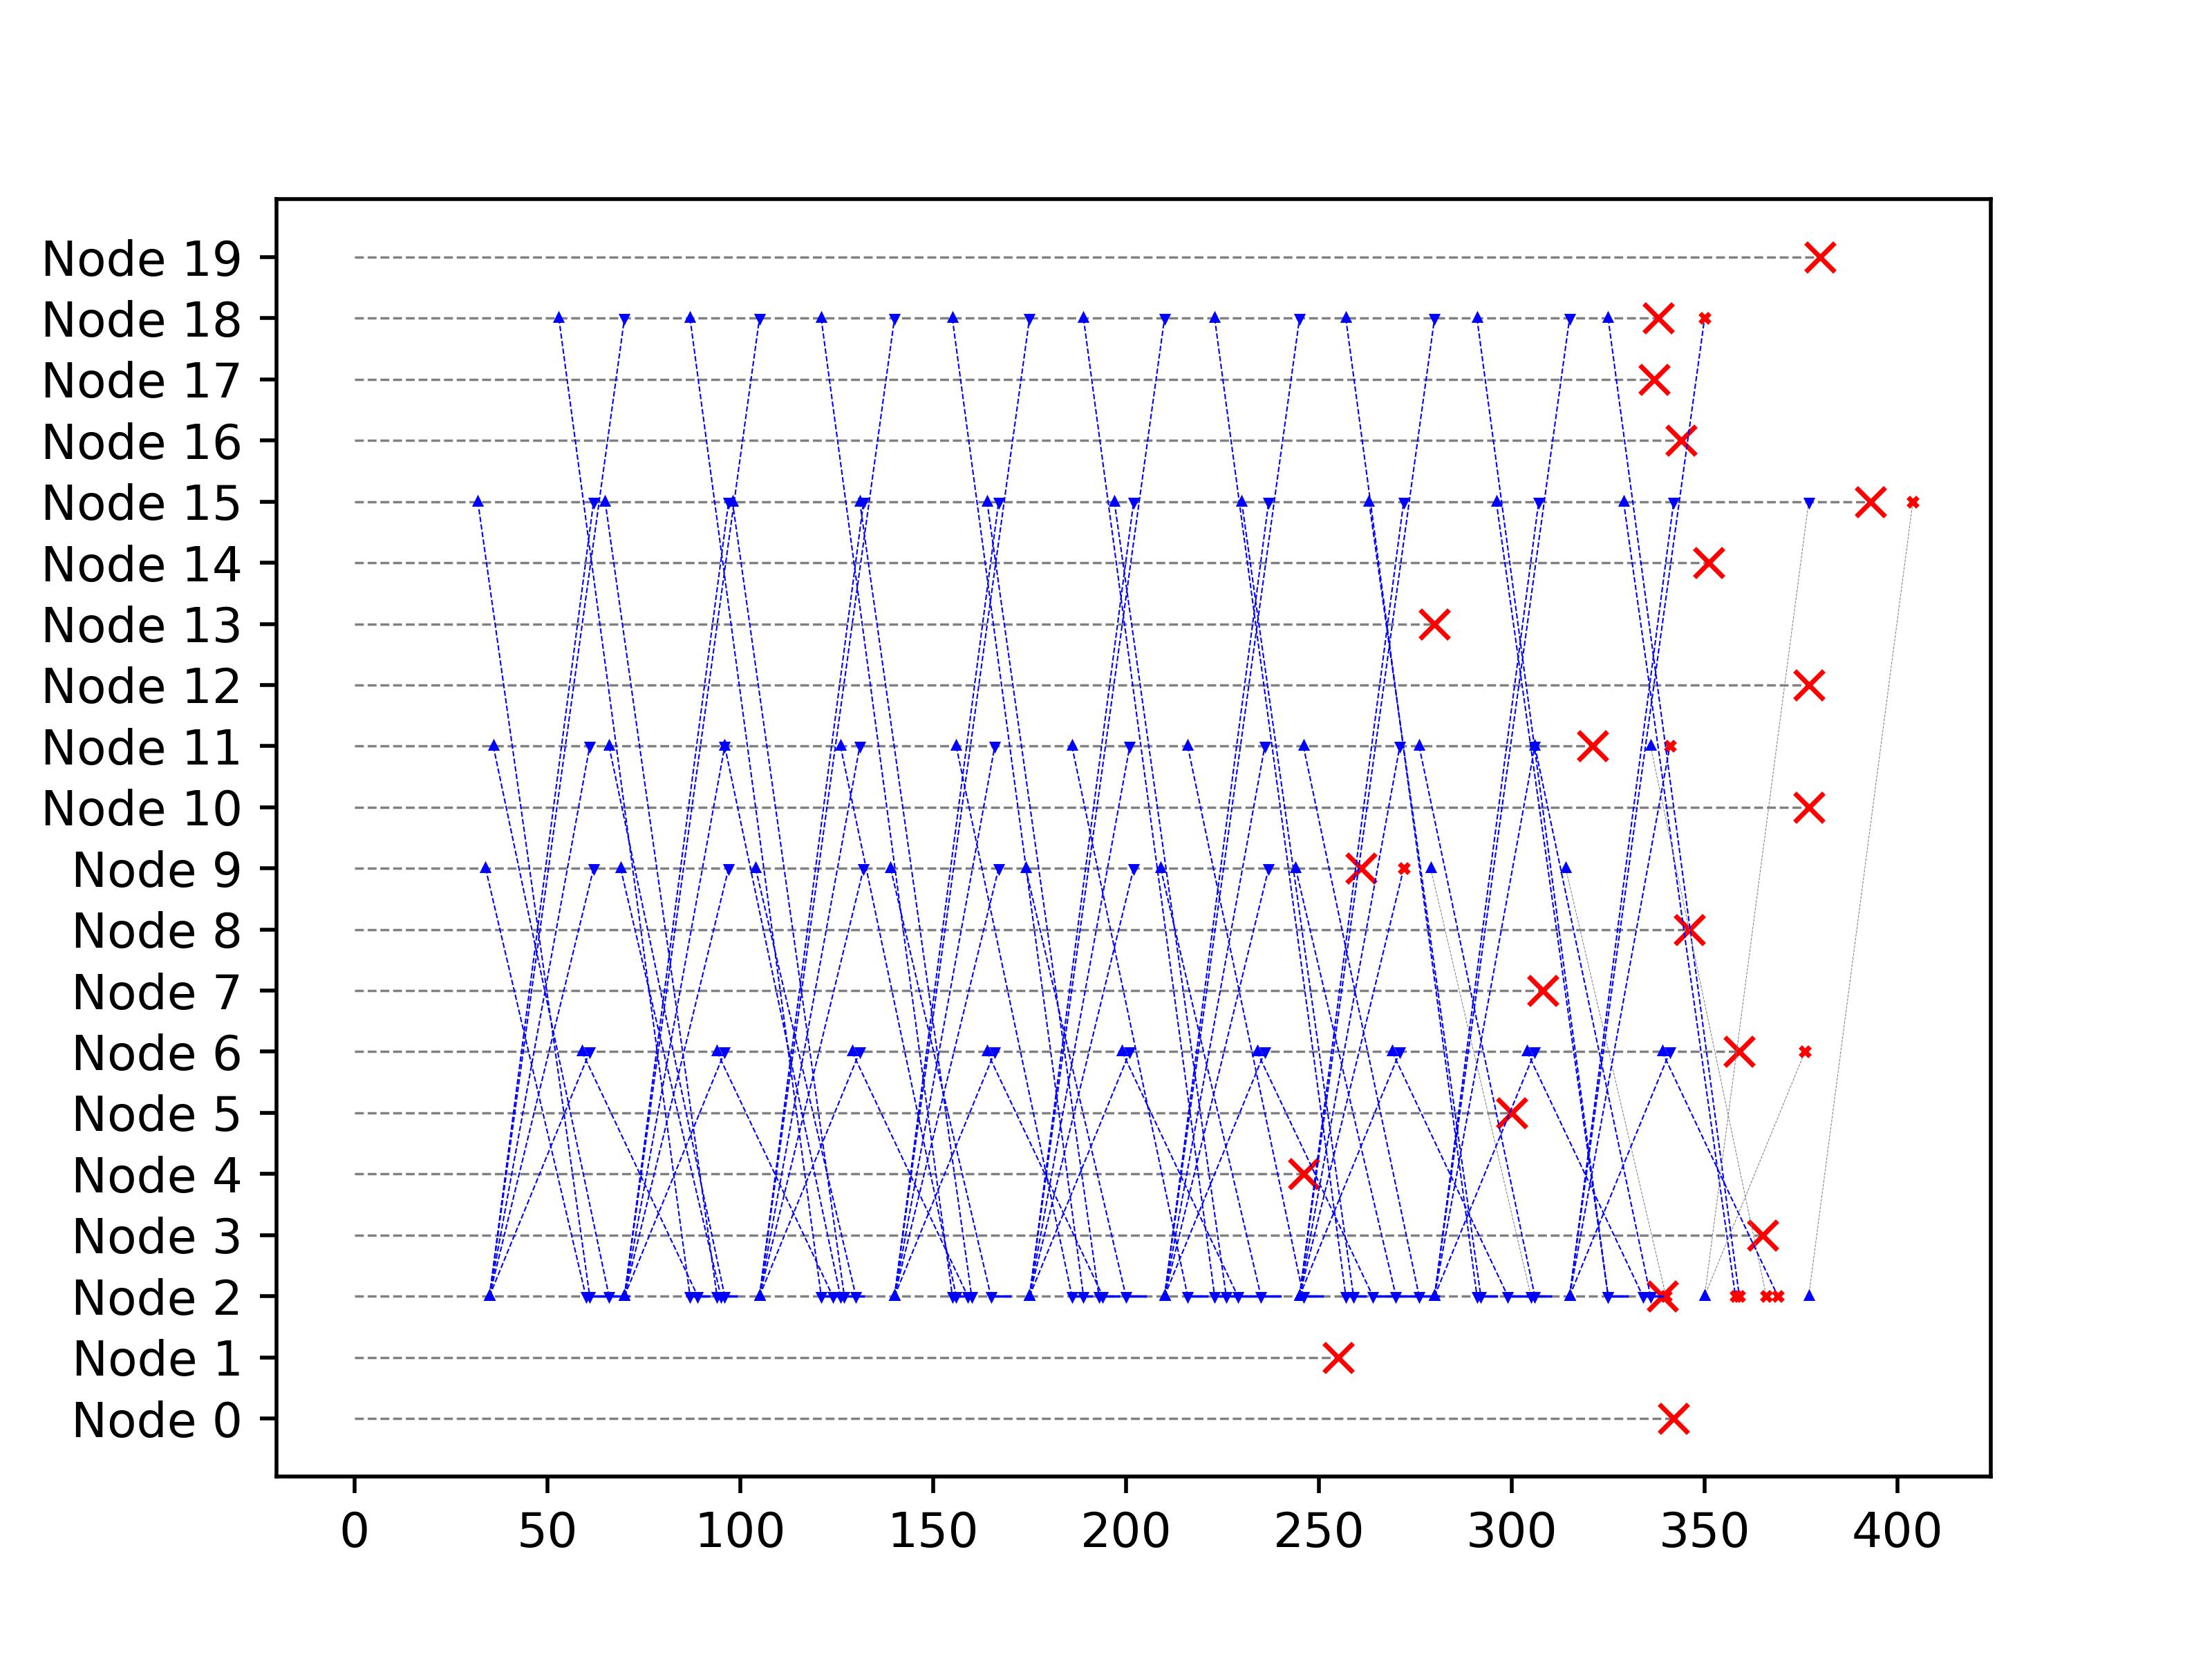 Node 19
Node 18
Node 17
Node 16
Node 15
Node 14
Node 13
Node 12
Node 11
Node 10
Node 9
Node 8
Node 7
Node 6
Node 5
Node 4
Node 3
Node 2
Node 1
Node 0
0 50 100 150 200 250 300 350 400